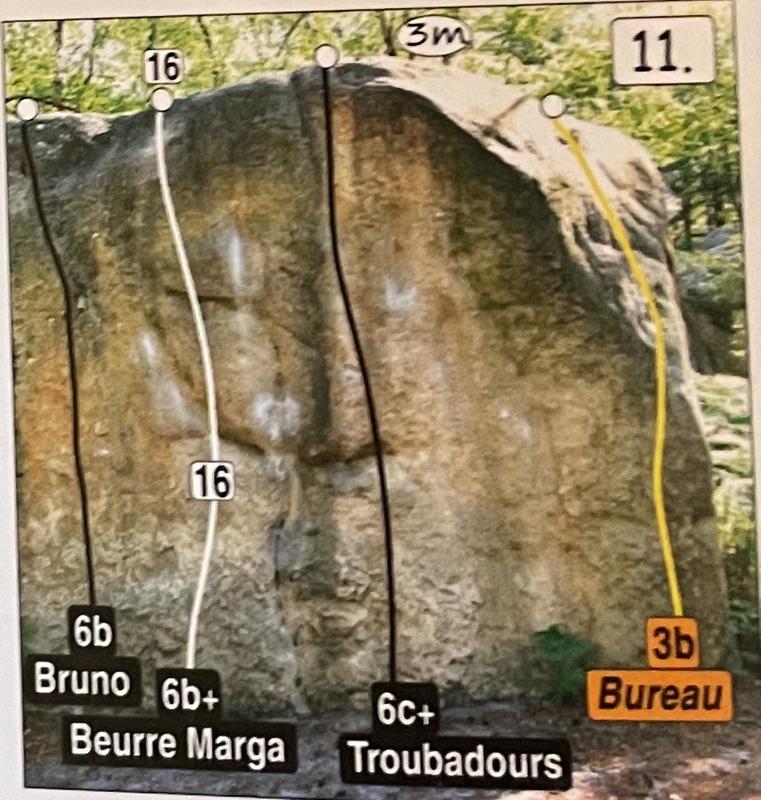 3m
11.
16
16
6b
Bruno
6b+
Beurre Marga
6c+
Troubadours
3b
Bureau